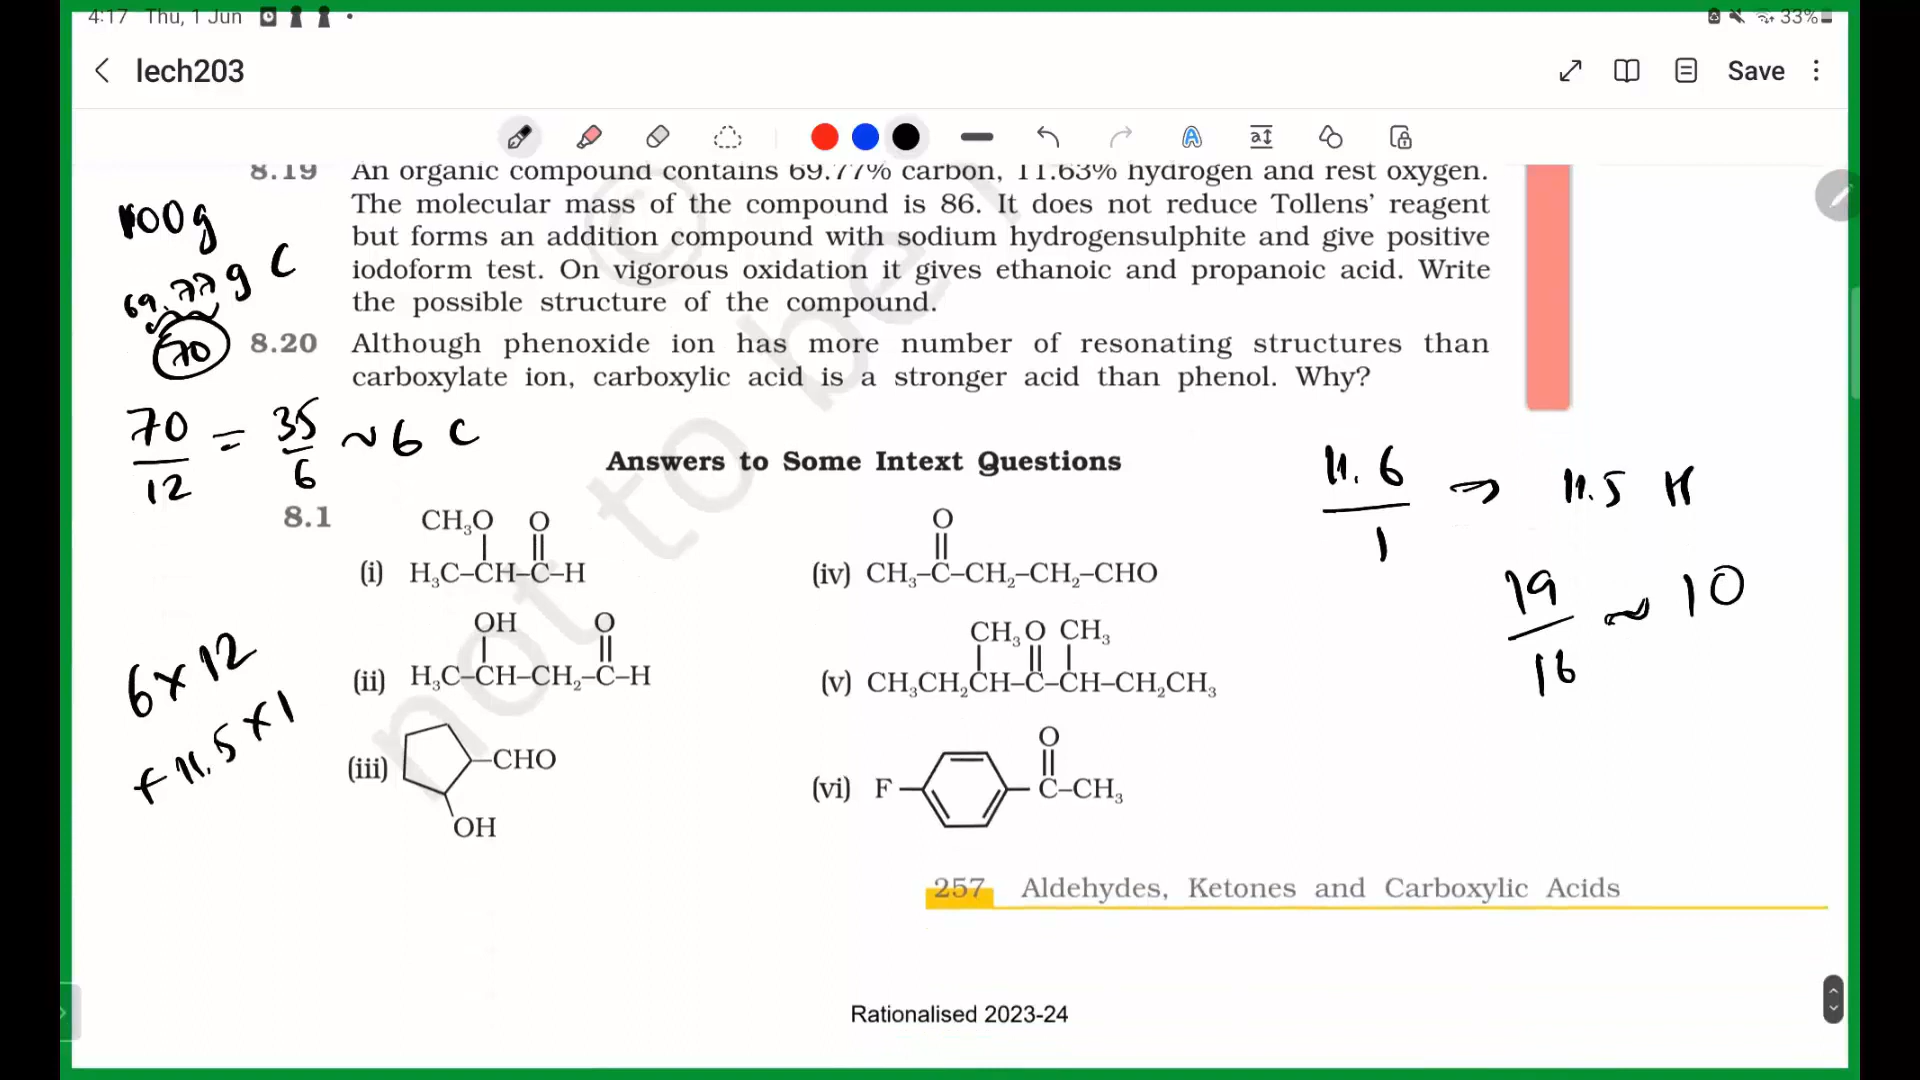 4:17 Thu, 1 Jun
33%
lech203
Save
8.19 An organic compound contains 69.77% carbon, 11.63% hydrogen and rest oxygen.
The molecular mass of the compound is 86. It does not reduce Tollens' reagent
but forms an addition compound with sodium hydrogensulphite and give positive
iodoform test. On vigorous oxidation it gives ethanoic and propanoic acid. Write
the possible structure of the compound.
8.20 Although phenoxide ion has more number of resonating structures than
carboxylate ion, carboxylic acid is a stronger acid than phenol. Why?
100g
69.77g C
70
70/12 = 35/6 ~ 6 C
Answers to Some Intext Questions
11.6/1 → 11.5 H
19/16 ~ 10
6×12
+ 11.5×1
8.1
CH₃O O
(i) H₃C–CH–C–H
OH O
(ii) H₃C–CH–CH₂–C–H
(iii) CHO
OH
O
(iv) CH₃–C–CH₂–CH₂–CHO
CH₃ O CH₃
(v) CH₃CH₂CH–C–CH–CH₂CH₃
O
(vi) F C–CH₃
257 Aldehydes, Ketones and Carboxylic Acids
Rationalised 2023-24
not to be
©